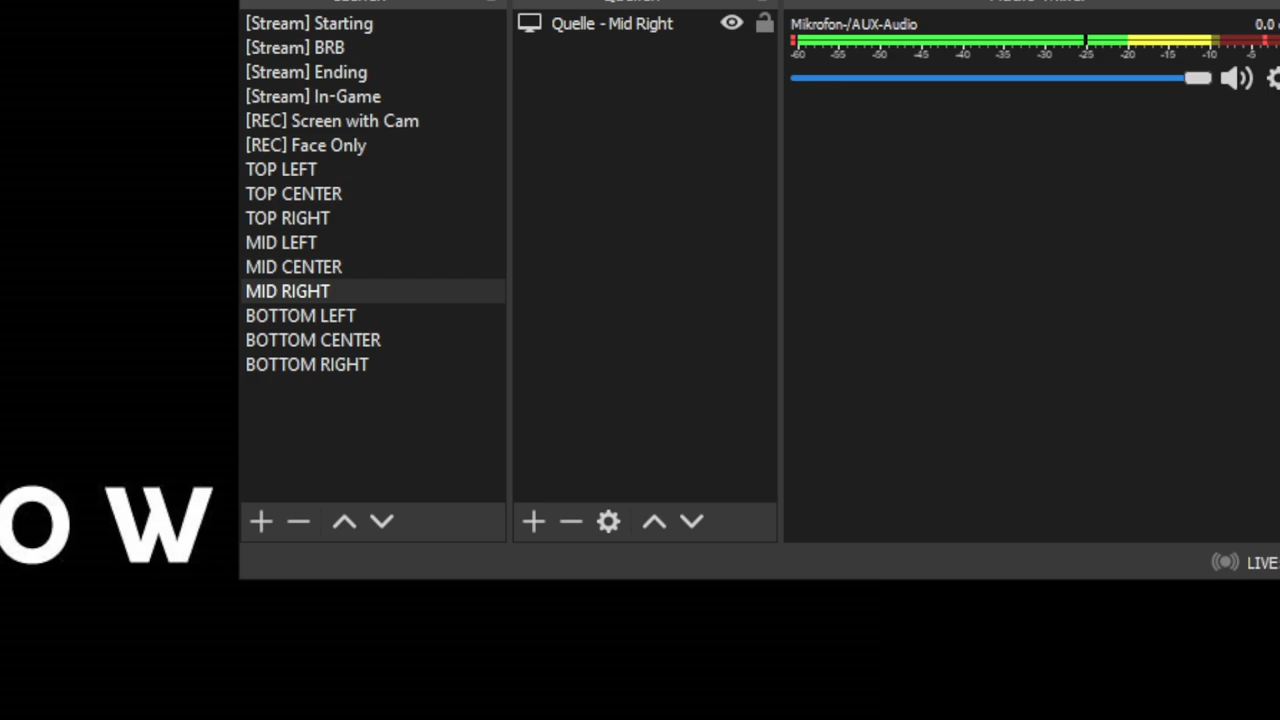 [Stream] Starting
[Stream] BRB
[Stream] Ending
[Stream] In-Game
[REC] Screen with Cam
[REC] Face Only
TOP LEFT
TOP CENTER
TOP RIGHT
MID LEFT
MID CENTER
MID RIGHT
BOTTOM LEFT
BOTTOM CENTER
BOTTOM RIGHT
Quelle - Mid Right
Mikrofon-/AUX-Audio 0.0
-60 -55 -50 -45 -40 -35 -30 -25 -20 -15 -10 -5
OW
LIVE